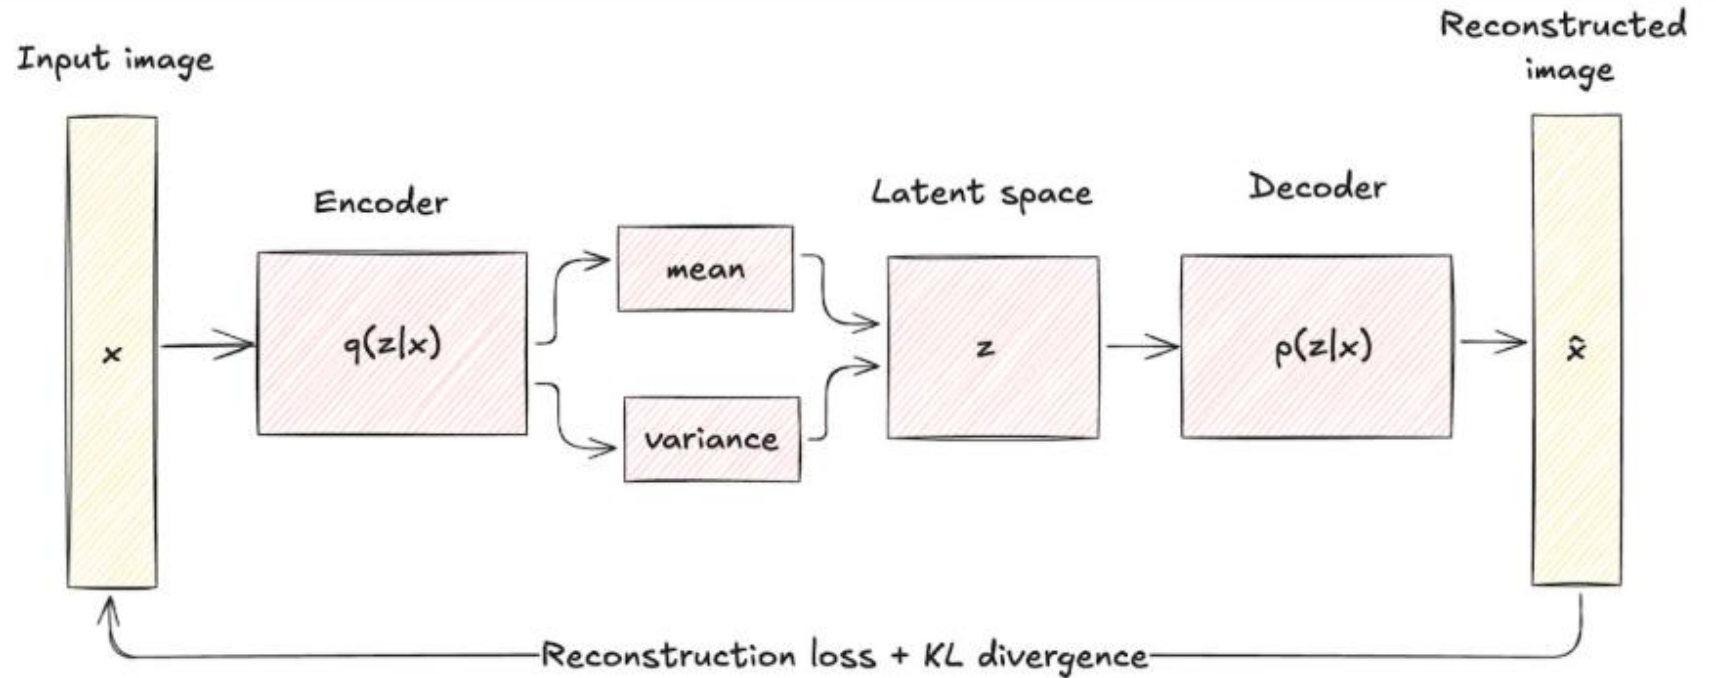 Input image
x
Encoder
q(z|x)
mean
variance
Latent space
z
Decoder
p(z|x)
Reconstructed
image
x̂
Reconstruction loss + KL divergence